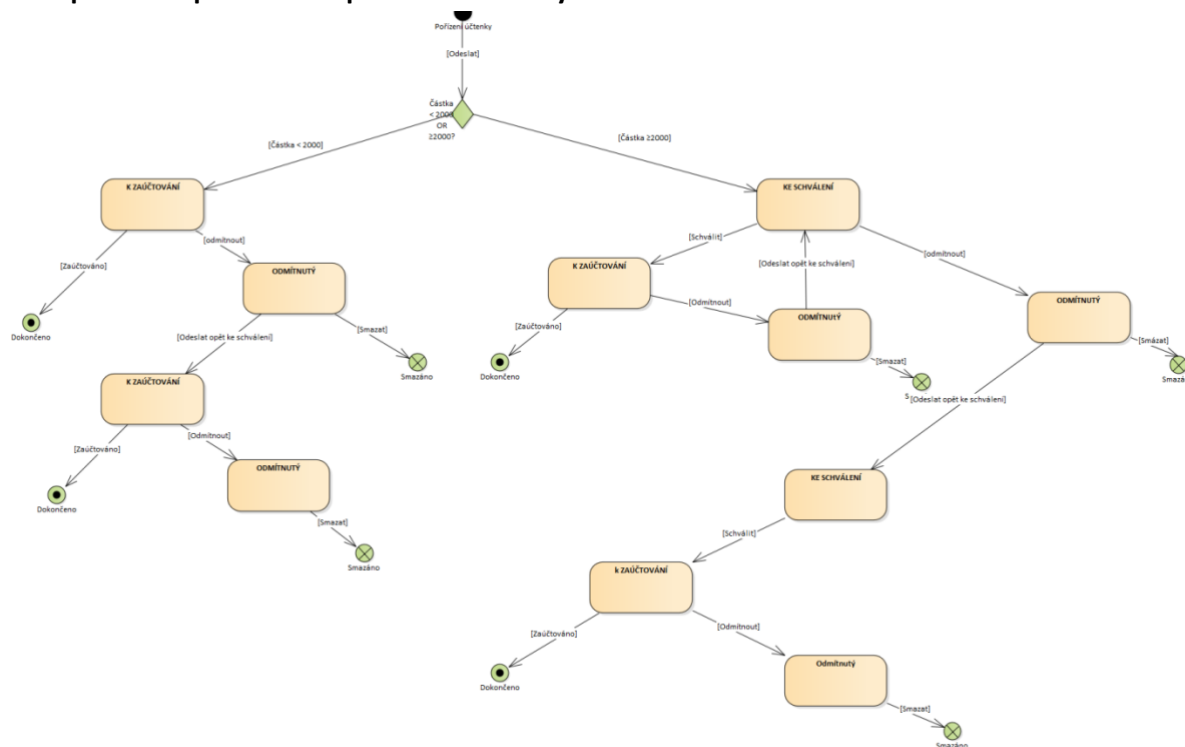 Pořízení účtenky
[Odeslat]
Částka
< 2000
OR
≥2000?
[Částka < 2000]
[Částka ≥2000]
K ZAÚČTOVÁNÍ
KE SCHVÁLENÍ
[Zaúčtováno]
[odmítnout]
[Schválit]
[odmítnout]
ODMÍTNUTÝ
K ZAÚČTOVÁNÍ
[Odeslat opět ke schválení]
ODMÍTNUTÝ
Dokončeno
[Odeslat opět ke schválení]
[Smazat]
Smazáno
[Zaúčtováno]
[Odmítnout]
ODMÍTNUTÝ
Dokončeno
[Smazat]
S
[Smázat]
Smazá
[Odeslat opět ke schválení]
K ZAÚČTOVÁNÍ
[Zaúčtováno]
[Odmítnout]
ODMÍTNUTÝ
Dokončeno
[Smazat]
Smazáno
KE SCHVÁLENÍ
[Schválit]
k ZAÚČTOVÁNÍ
[Zaúčtováno]
[Odmítnout]
Dokončeno
Odmítnutý
[Smazat]
Smazáno